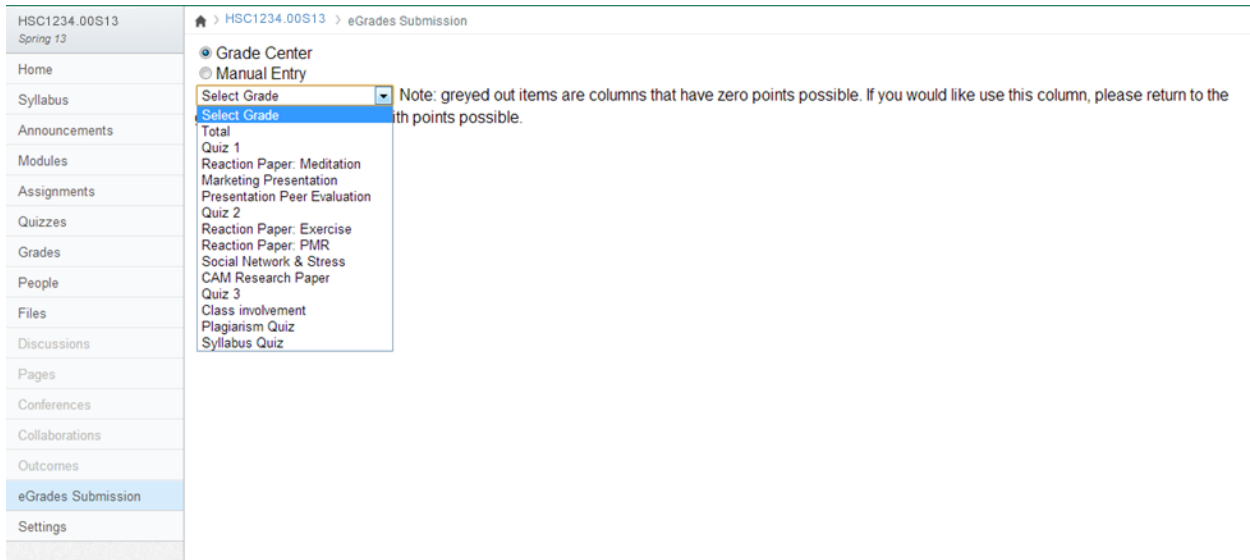 HSC1234.00S13
Spring 13
Home
Syllabus
Announcements
Modules
Assignments
Quizzes
Grades
People
Files
Discussions
Pages
Conferences
Collaborations
Outcomes
eGrades Submission
Settings
HSC1234.00S13 > eGrades Submission
Grade Center
Manual Entry
Select Grade Note: greyed out items are columns that have zero points possible. If you would like use this column, please return to the
ith points possible.
Select Grade
Total
Quiz 1
Reaction Paper: Meditation
Marketing Presentation
Presentation Peer Evaluation
Quiz 2
Reaction Paper: Exercise
Reaction Paper: PMR
Social Network & Stress
CAM Research Paper
Quiz 3
Class involvement
Plagiarism Quiz
Syllabus Quiz